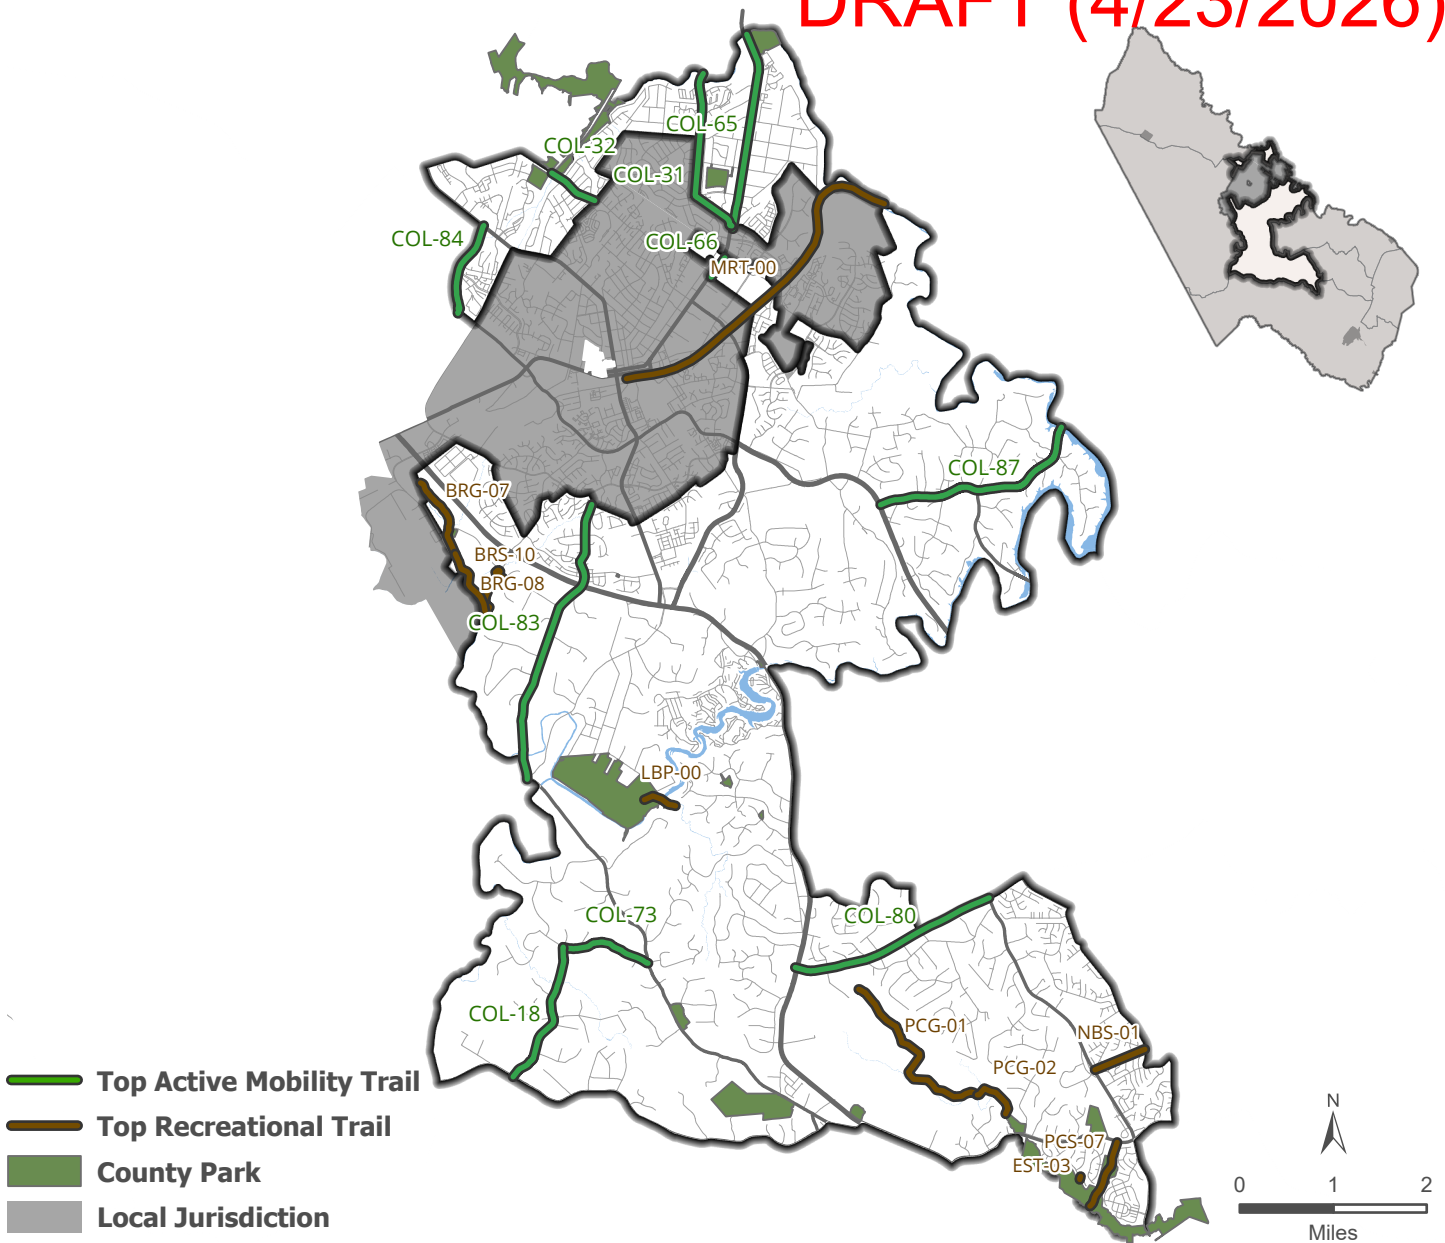 DRAFT (4/23/2026)
COL-65
COL-32
COL-31
COL-84
COL-66
MRT-00
COL-87
BRG-07
BRS-10
BRG-08
COL-83
LBP-00
COL-73
COL-80
COL-18
PCG-01
NBS-01
PCG-02
PCS-07
EST-03
Top Active Mobility Trail
Top Recreational Trail
County Park
Local Jurisdiction
N
0 1 2
Miles